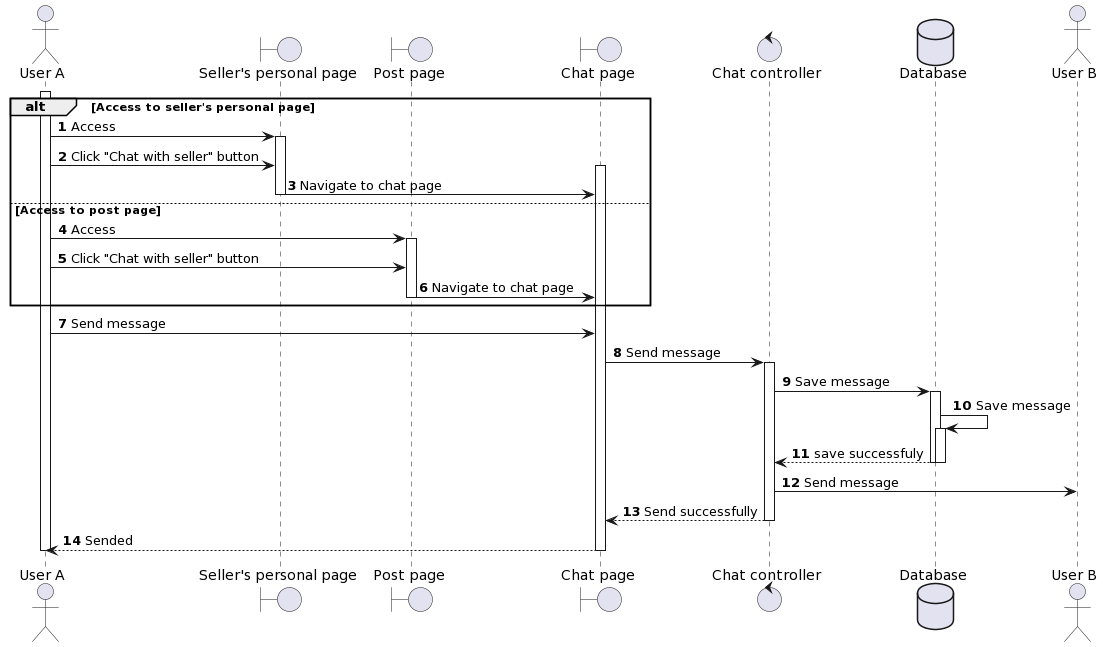 User A Seller's personal page Post page Chat page Chat controller Database User B
alt [Access to seller's personal page]
1 Access
2 Click "Chat with seller" button
3 Navigate to chat page
[Access to post page]
4 Access
5 Click "Chat with seller" button
6 Navigate to chat page
7 Send message
8 Send message
9 Save message
10 Save message
11 save successfuly
12 Send message
13 Send successfully
14 Sended
User A Seller's personal page Post page Chat page Chat controller Database User B